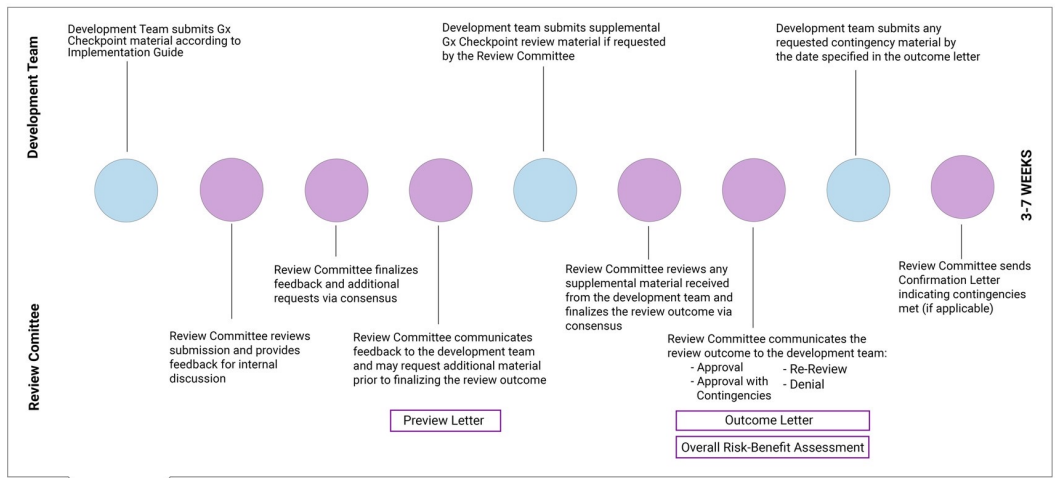 Development Team
Development Team submits Gx
Checkpoint material according to
Implementation Guide
Development team submits supplemental
Gx Checkpoint review material if requested
by the Review Committee
Development team submits any
requested contingency material by
the date specified in the outcome letter
3-7 WEEKS
Review Comittee
Review Committee reviews
submission and provides
feedback for internal
discussion
Review Committee finalizes
feedback and additional
requests via consensus
Review Committee communicates
feedback to the development team
and may request additional material
prior to finalizing the review outcome
Preview Letter
Review Committee reviews any
supplemental material received
from the development team and
finalizes the review outcome via
consensus
Review Committee communicates the
review outcome to the development team:
- Approval
- Approval with
Contingencies
- Re-Review
- Denial
Outcome Letter
Overall Risk-Benefit Assessment
Review Committee sends
Confirmation Letter
indicating contingencies
met (if applicable)